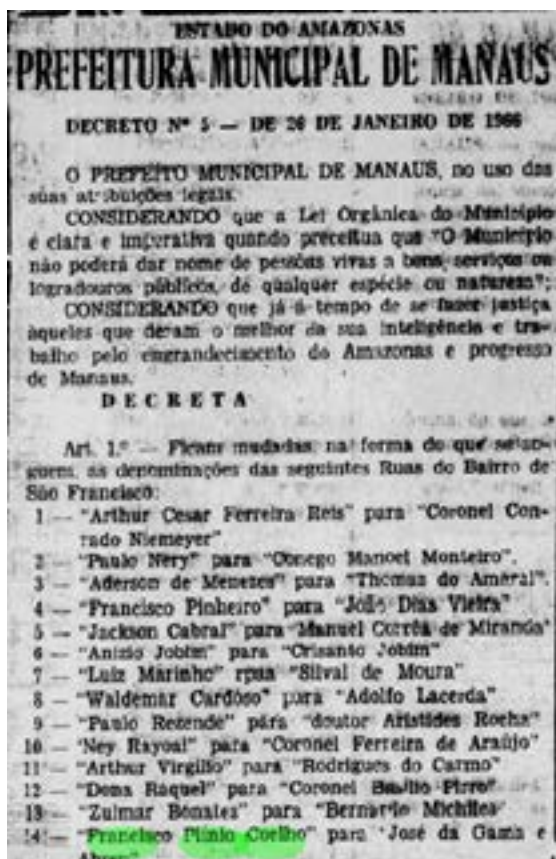 ESTADO DO AMAZONAS
PREFEITURA MUNICIPAL DE MANAUS
DECRETO Nº 5 — DE 26 DE JANEIRO DE 1966
O PREFEITO MUNICIPAL DE MANAUS, no uso das
suas atribuições legais.
CONSIDERANDO que a Lei Orgânica do Município
é clara e imperativa quando preceitua que "O Município
não poderá dar nome de pessôas vivas a bens, serviços ou
logradouros públicos, de qualquer espécie ou natureza";
CONSIDERANDO que já é tempo de se fazer justiça
àqueles que deram o melhor da sua inteligência e tra-
balho pelo engrandecimento do Amazonas e progresso
de Manaus.
DECRETA
Art. 1.º — Ficam mudadas, na forma do que
guem, as denominações das seguintes Ruas do Bairro de
São Francisco:
1 — "Arthur Cesar Ferreira Reis" para "Coronel Con-
rado Niemeyer"
2 — "Paulo Nery" para "Conego Manoel Monteiro".
3 — "Aderson de Menezes" para "Thomas do Amaral".
4 — "Francisco Pinheiro" para "João Dias Vieira"
5 — "Jackson Cabral" para "Manuel Corrêa de Miranda"
6 — "Anizio Jobim" para "Crisanto Jobim"
7 — "Luiz Marinho" rpua "Silval de Moura"
8 — "Waldemar Cardoso" para "Adolfo Lacerda"
9 — "Paulo Rezende" para "doutor Aristides Rocha"
10 — "Ney Rayoal" para "Coronel Ferreira de Araújo"
11 — "Arthur Virgilio" para "Rodrigues do Carmo"
12 — "Dona Raquel" para "Coronel Basilio Pirro"
13 — "Zulmar Bonates" para "Bernardo Michiles"
14 — "Francisco Plinio Coelho" para "José da Gama e